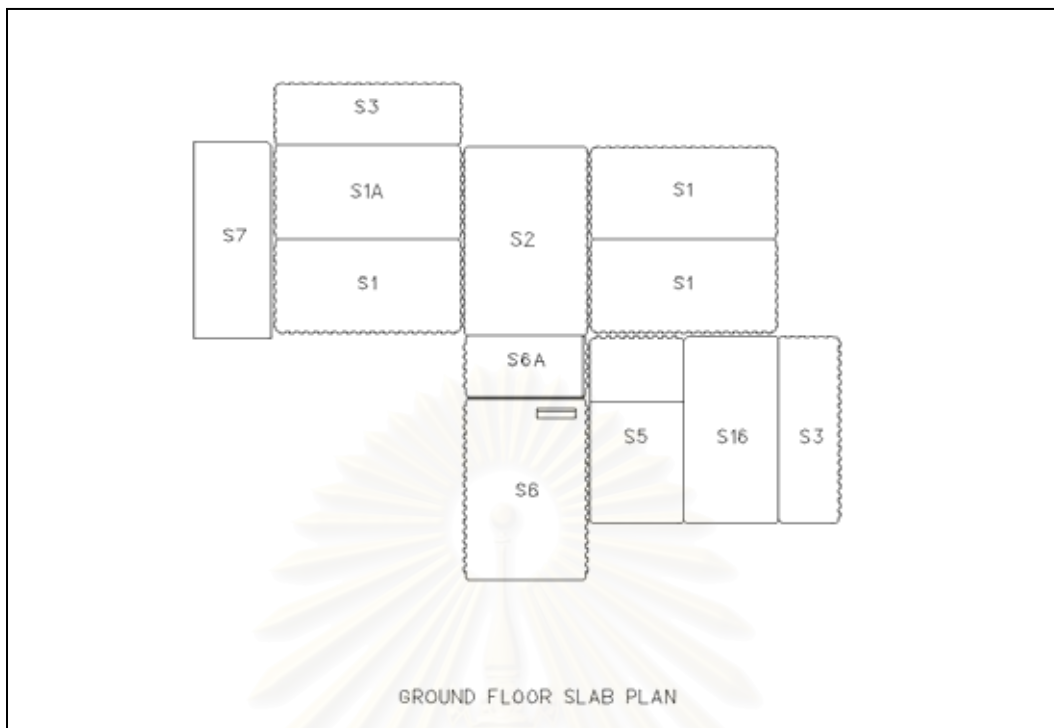 S3
S1A
S1
S7
S2
S1
S1
S6A
S5
S16
S3
S6
GROUND FLOOR SLAB PLAN